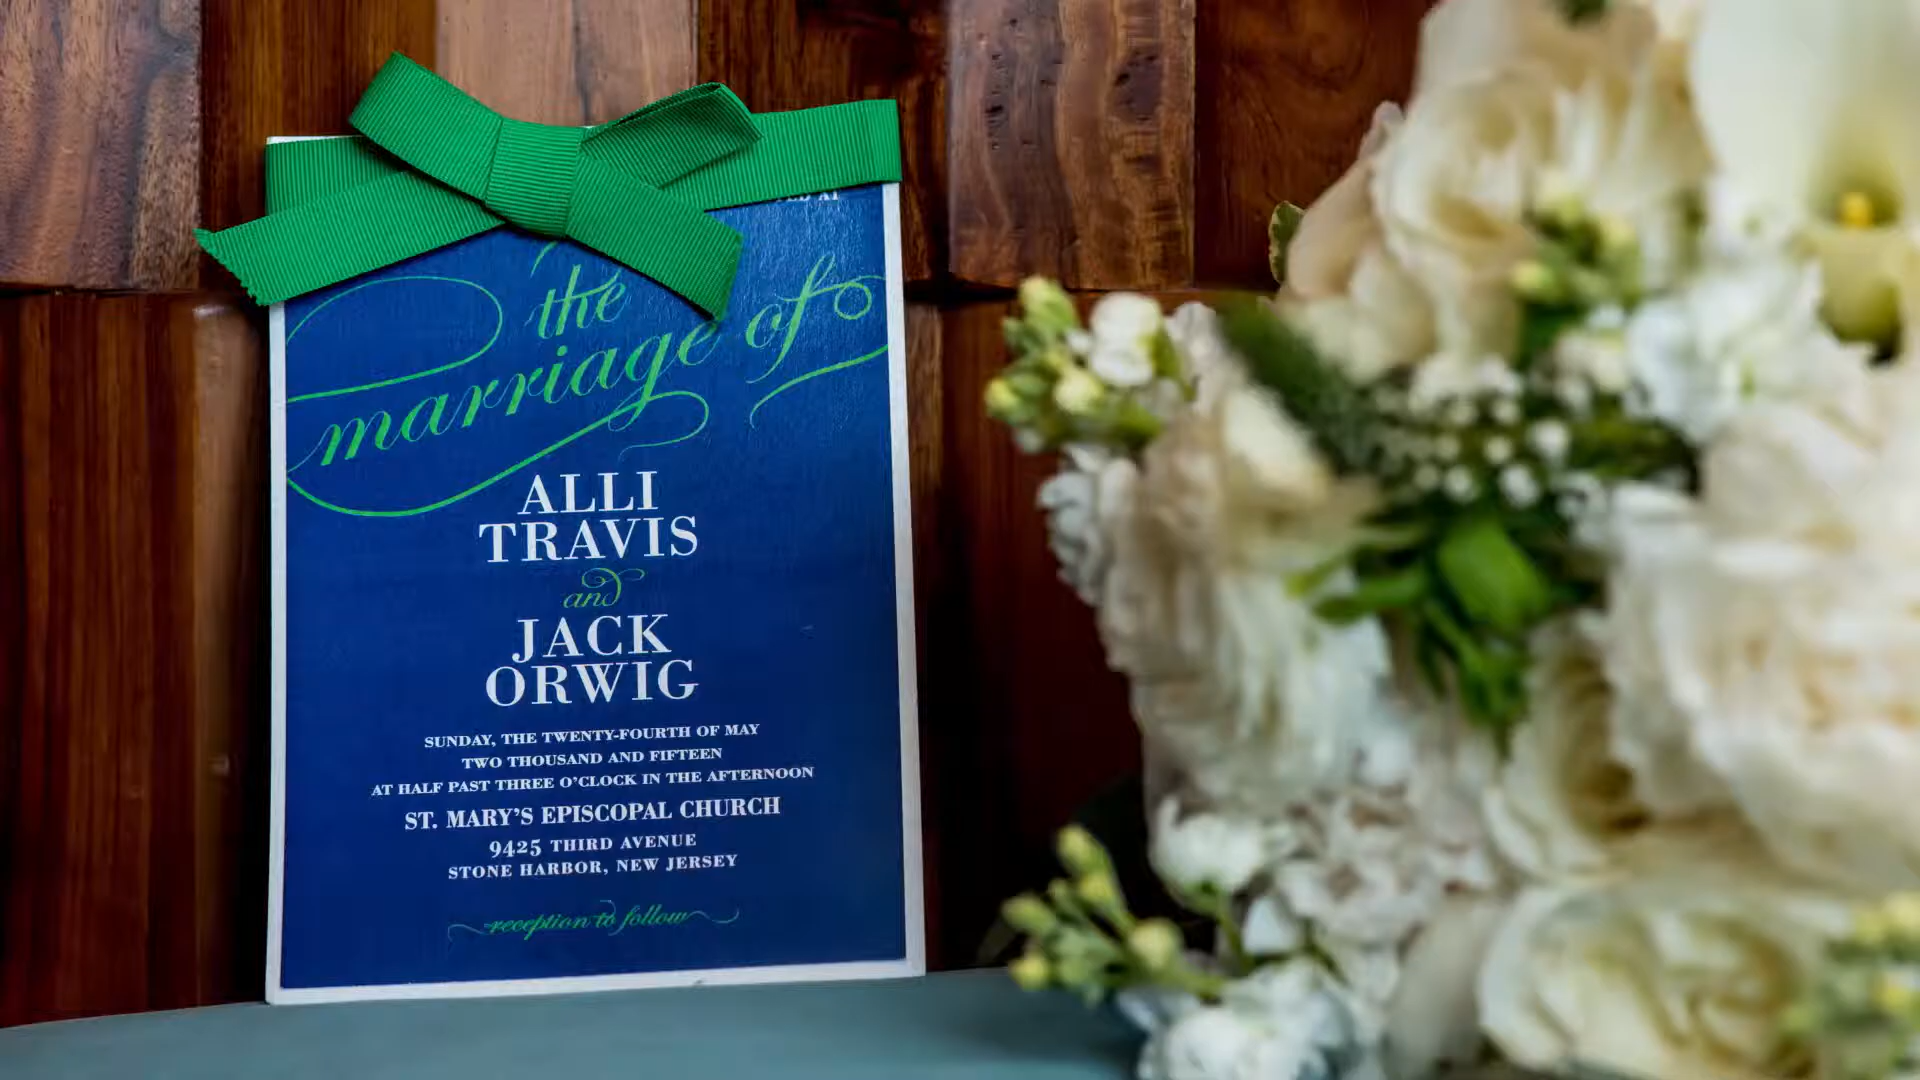 the
marriage of
ALLI
TRAVIS
and
JACK
ORWIG
SUNDAY, THE TWENTY-FOURTH OF MAY
TWO THOUSAND AND FIFTEEN
AT HALF PAST THREE O'CLOCK IN THE AFTERNOON
ST. MARY'S EPISCOPAL CHURCH
9425 THIRD AVENUE
STONE HARBOR, NEW JERSEY
reception to follow